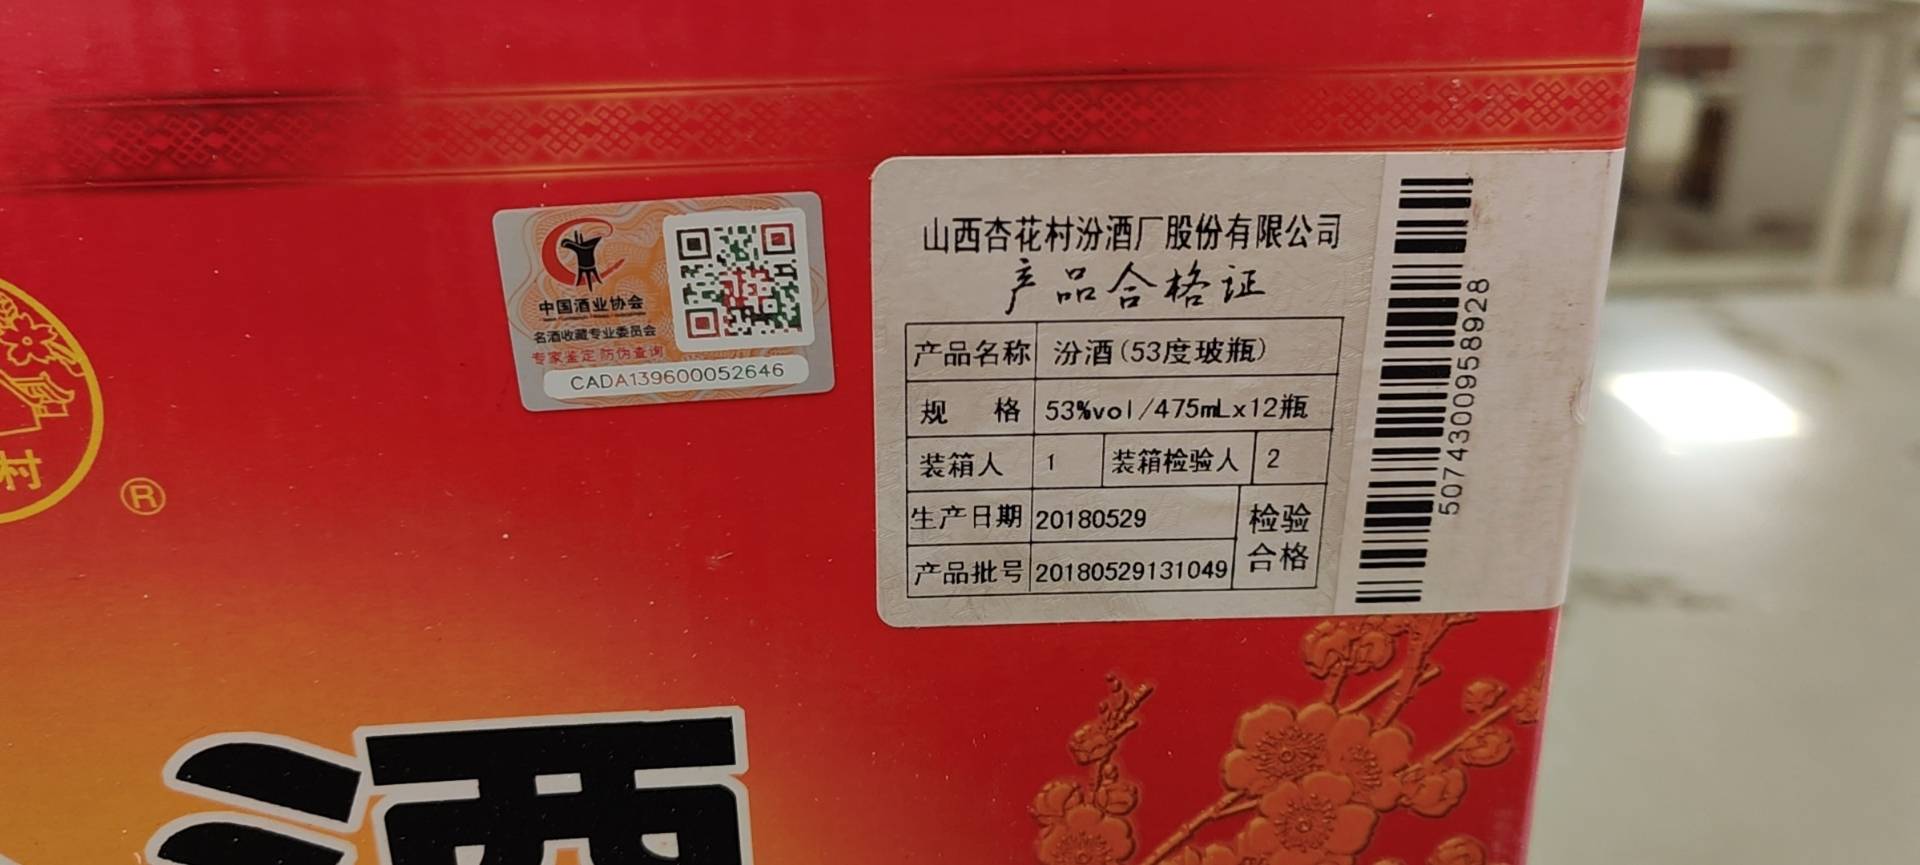 中国酒业协会
名酒收藏专业委员会
专家鉴定 防伪查询
CADA139600052646
山西杏花村汾酒厂股份有限公司
产品合格证
产品名称 汾酒(53度玻瓶)
规 格 53%vol/475mLx12瓶
装箱人 1 装箱检验人 2
生产日期 20180529 检验
产品批号 20180529131049 合格
5074300958928
村
®
酒